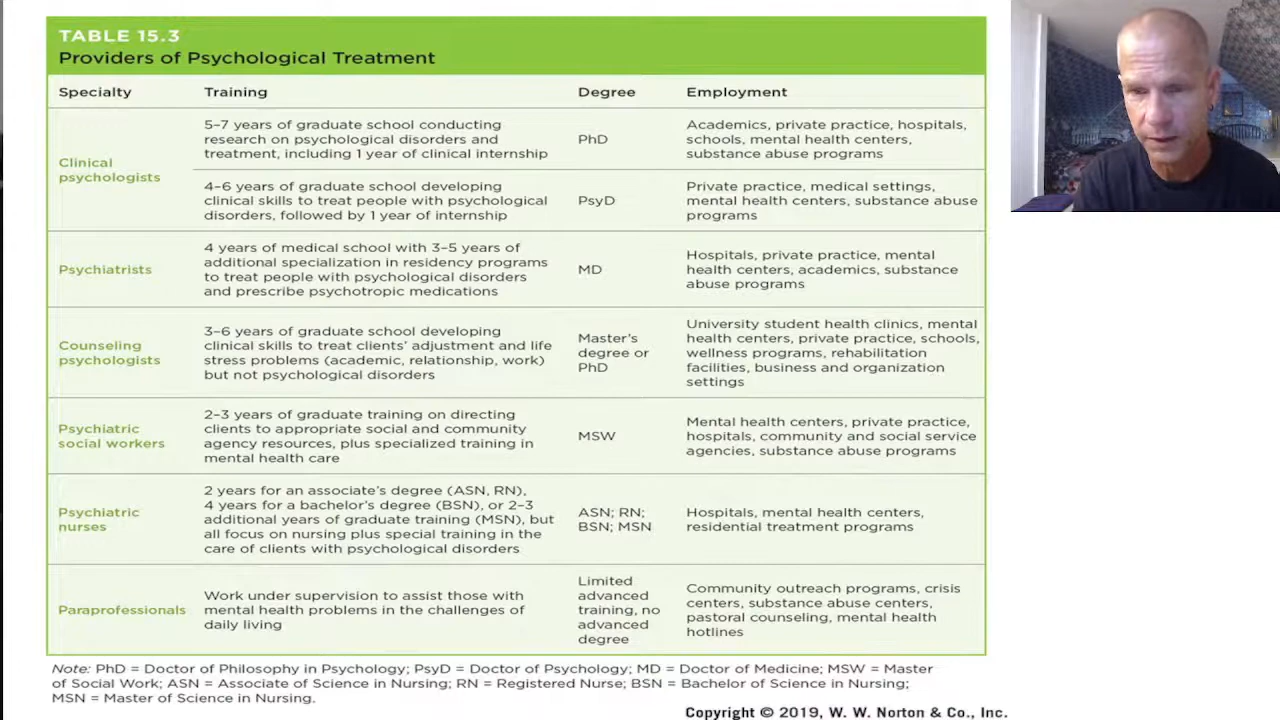 TABLE 15.3
Providers of Psychological Treatment
Specialty Training Degree Employment
Clinical
psychologists
5–7 years of graduate school conducting
research on psychological disorders and
treatment, including 1 year of clinical internship
PhD
Academics, private practice, hospitals,
schools, mental health centers,
substance abuse programs
4–6 years of graduate school developing
clinical skills to treat people with psychological
disorders, followed by 1 year of internship
PsyD
Private practice, medical settings,
mental health centers, substance abuse
programs
Psychiatrists
4 years of medical school with 3–5 years of
additional specialization in residency programs
to treat people with psychological disorders
and prescribe psychotropic medications
MD
Hospitals, private practice, mental
health centers, academics, substance
abuse programs
Counseling
psychologists
3–6 years of graduate school developing
clinical skills to treat clients' adjustment and life
stress problems (academic, relationship, work)
but not psychological disorders
Master's
degree or
PhD
University student health clinics, mental
health centers, private practice, schools,
wellness programs, rehabilitation
facilities, business and organization
settings
Psychiatric
social workers
2–3 years of graduate training on directing
clients to appropriate social and community
agency resources, plus specialized training in
mental health care
MSW
Mental health centers, private practice,
hospitals, community and social service
agencies, substance abuse programs
Psychiatric
nurses
2 years for an associate's degree (ASN, RN),
4 years for a bachelor's degree (BSN), or 2–3
additional years of graduate training (MSN), but
all focus on nursing plus special training in the
care of clients with psychological disorders
ASN; RN;
BSN; MSN
Hospitals, mental health centers,
residential treatment programs
Paraprofessionals
Work under supervision to assist those with
mental health problems in the challenges of
daily living
Limited
advanced
training, no
advanced
degree
Community outreach programs, crisis
centers, substance abuse centers,
pastoral counseling, mental health
hotlines
Note: PhD = Doctor of Philosophy in Psychology; PsyD = Doctor of Psychology; MD = Doctor of Medicine; MSW = Master
of Social Work; ASN = Associate of Science in Nursing; RN = Registered Nurse; BSN = Bachelor of Science in Nursing;
MSN = Master of Science in Nursing.
Copyright © 2019, W. W. Norton & Co., Inc.